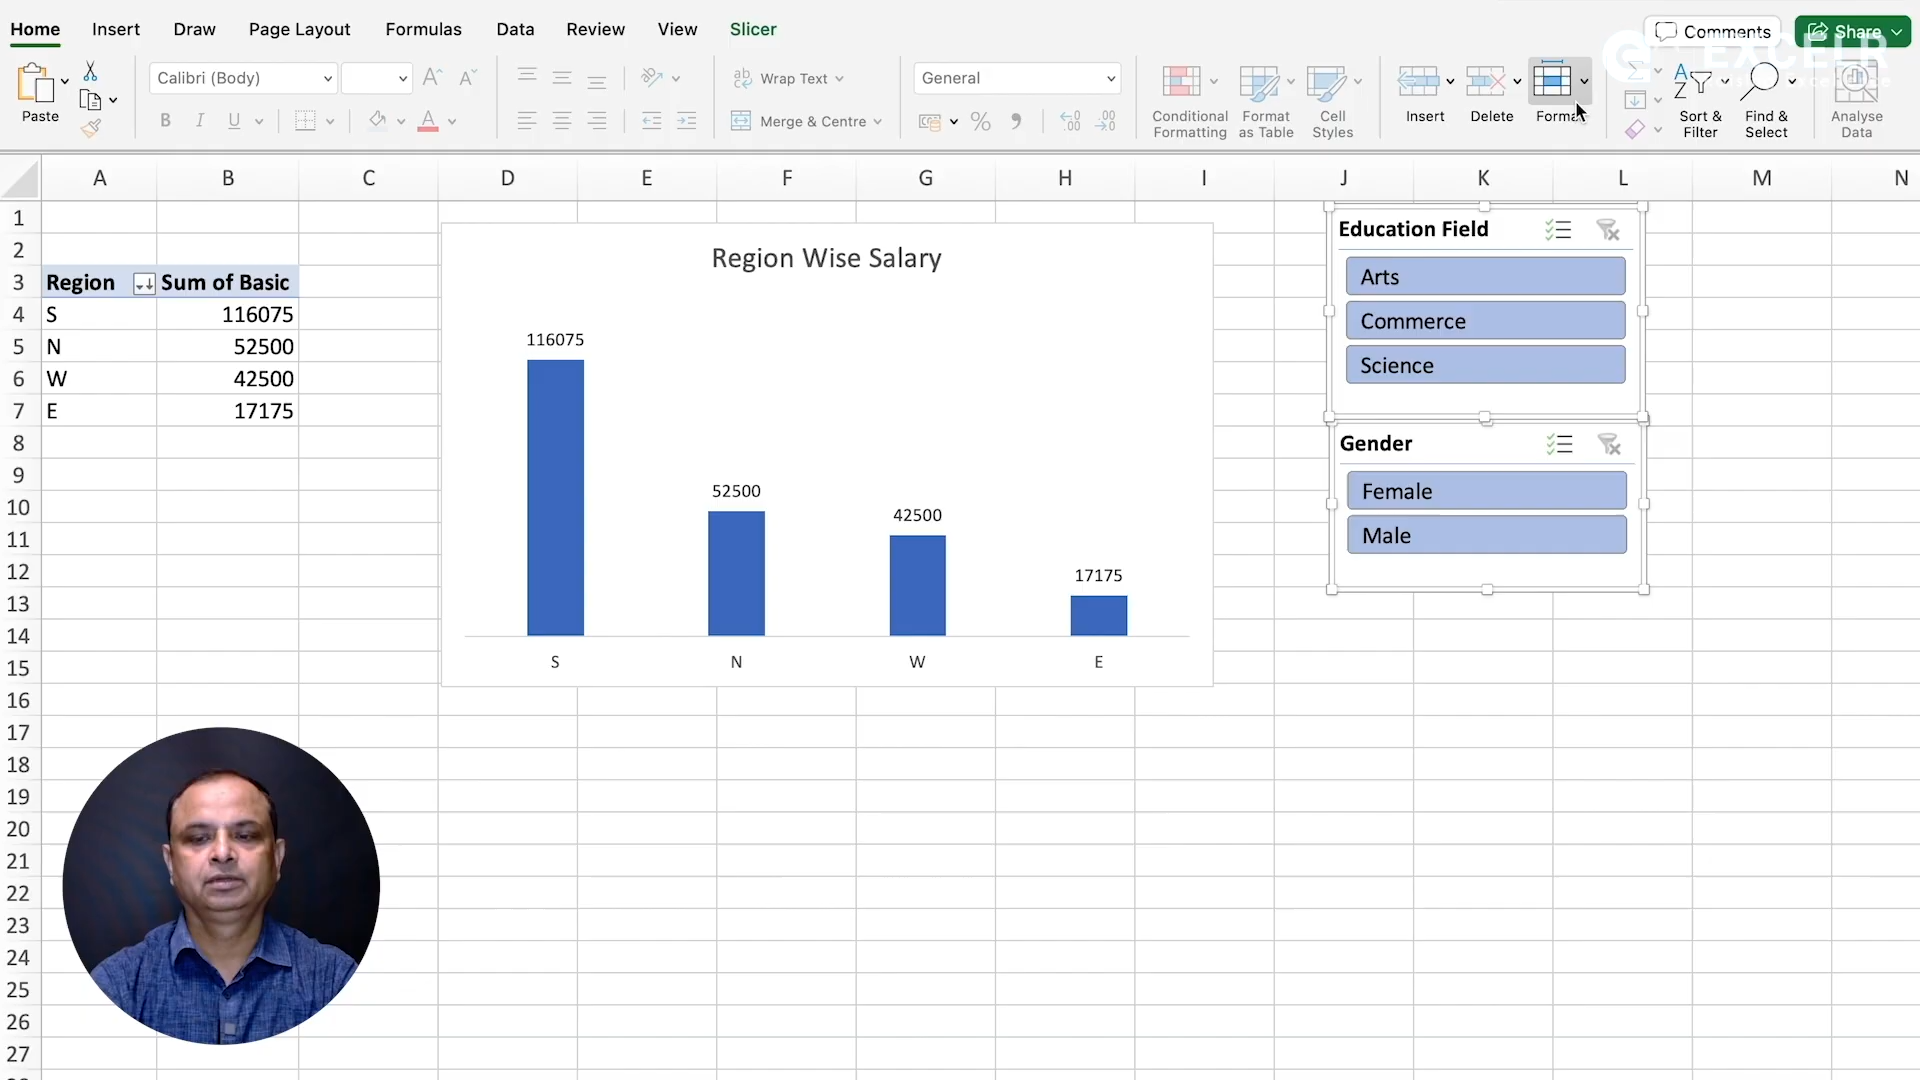 Home Insert Draw Page Layout Formulas Data Review View Slicer Comments Share
EXCELR
Calibri (Body) Wrap Text General
Paste B I U Merge & Centre % Conditional Formatting Format as Table Cell Styles Insert Delete Format Sort & Filter Find & Select Analyse Data
A B C D E F G H I J K L M N
1
2
3 Region Sum of Basic
4 S 116075
5 N 52500
6 W 42500
7 E 17175
8
9
10
11
12
13
14
15
16
17
18
19
20
21
22
23
24
25
26
27
Region Wise Salary
116075
52500
42500
17175
S N W E
Education Field
Arts
Commerce
Science
Gender
Female
Male